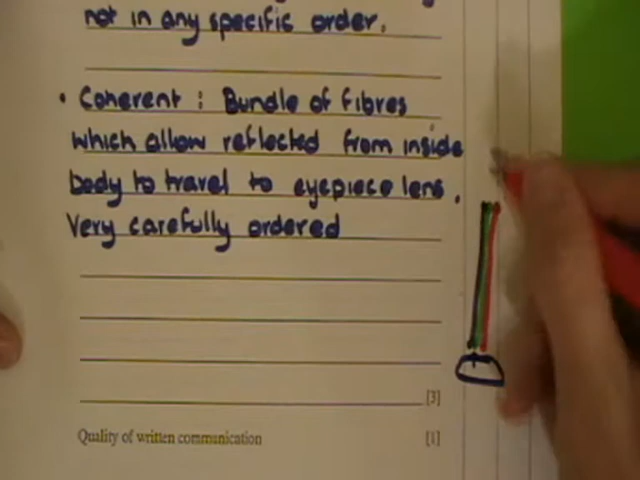 not in any specific order.
• Coherent : Bundle of fibres
which allow reflected from inside
body to travel to eyepiece lens.
Very carefully ordered
[3]
Quality of written communication [1]